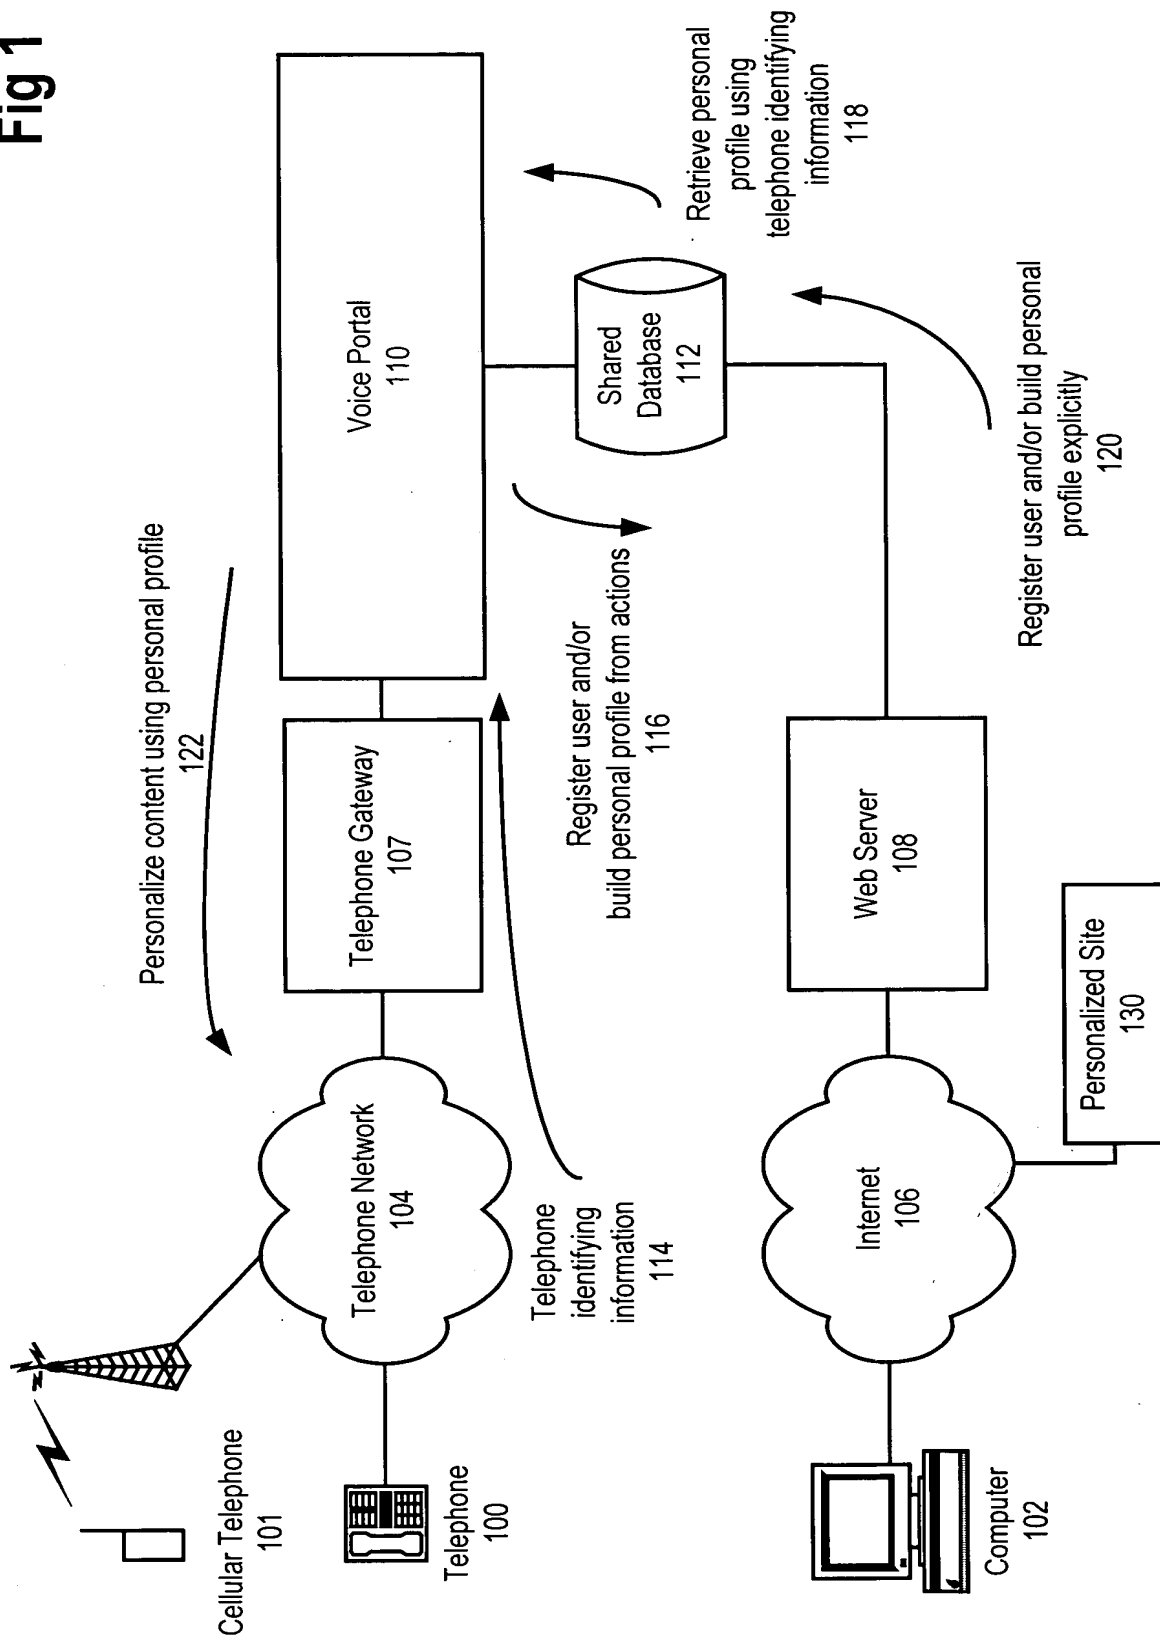 Fig 1
Personalize content using personal profile
122
Cellular Telephone
101
Telephone
100
Telephone Network
104
Telephone Gateway
107
Voice Portal
110
Telephone
identifying
information
114
Register user and/or
build personal profile from actions
116
Shared
Database
112
Retrieve personal
profile using
telephone identifying
information
118
Computer
102
Internet
106
Web Server
108
Register user and/or build personal
profile explicitly
120
Personalized Site
130